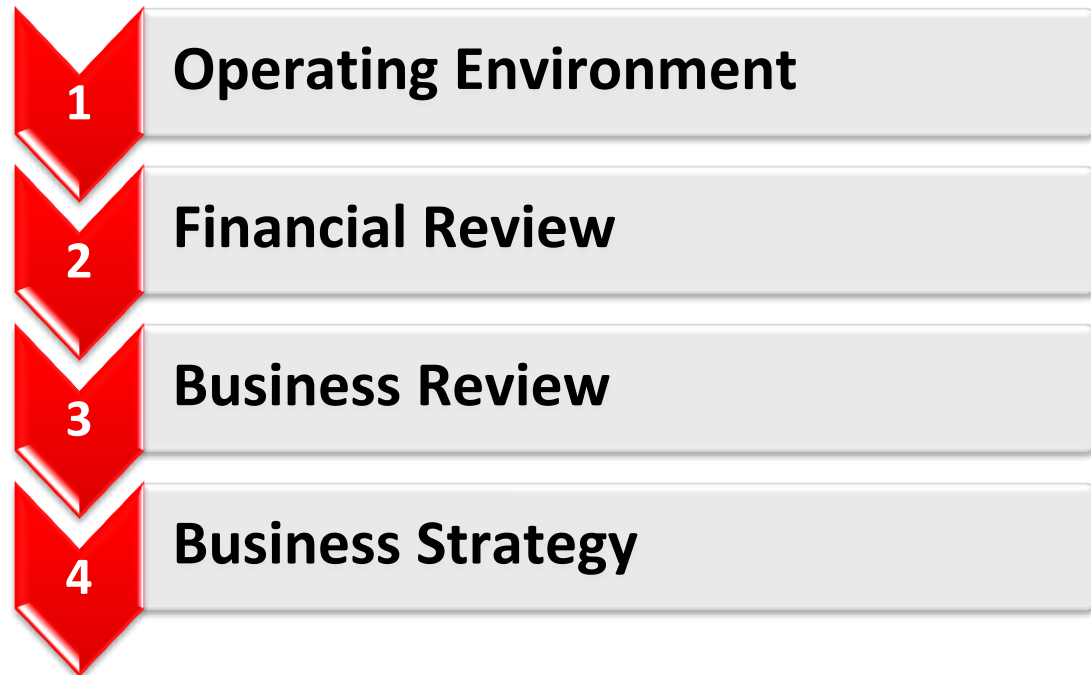 1 Operating Environment
2 Financial Review
3 Business Review
4 Business Strategy